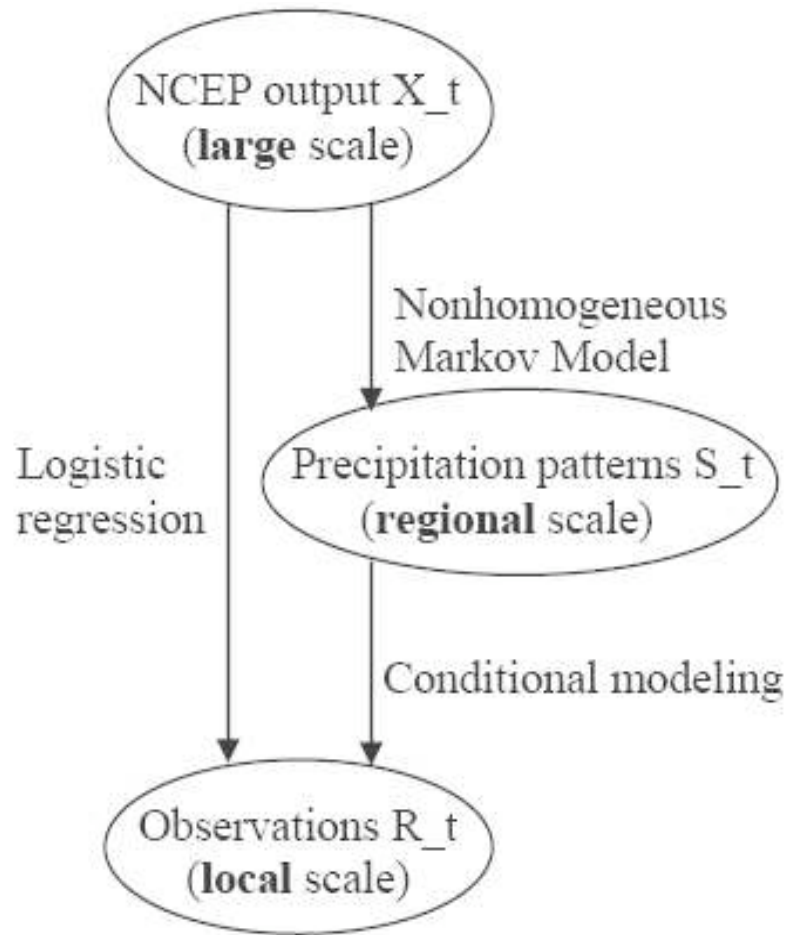 NCEP output X_t
(large scale)
Nonhomogeneous
Markov Model
Logistic
regression
Precipitation patterns S_t
(regional scale)
Conditional modeling
Observations R_t
(local scale)